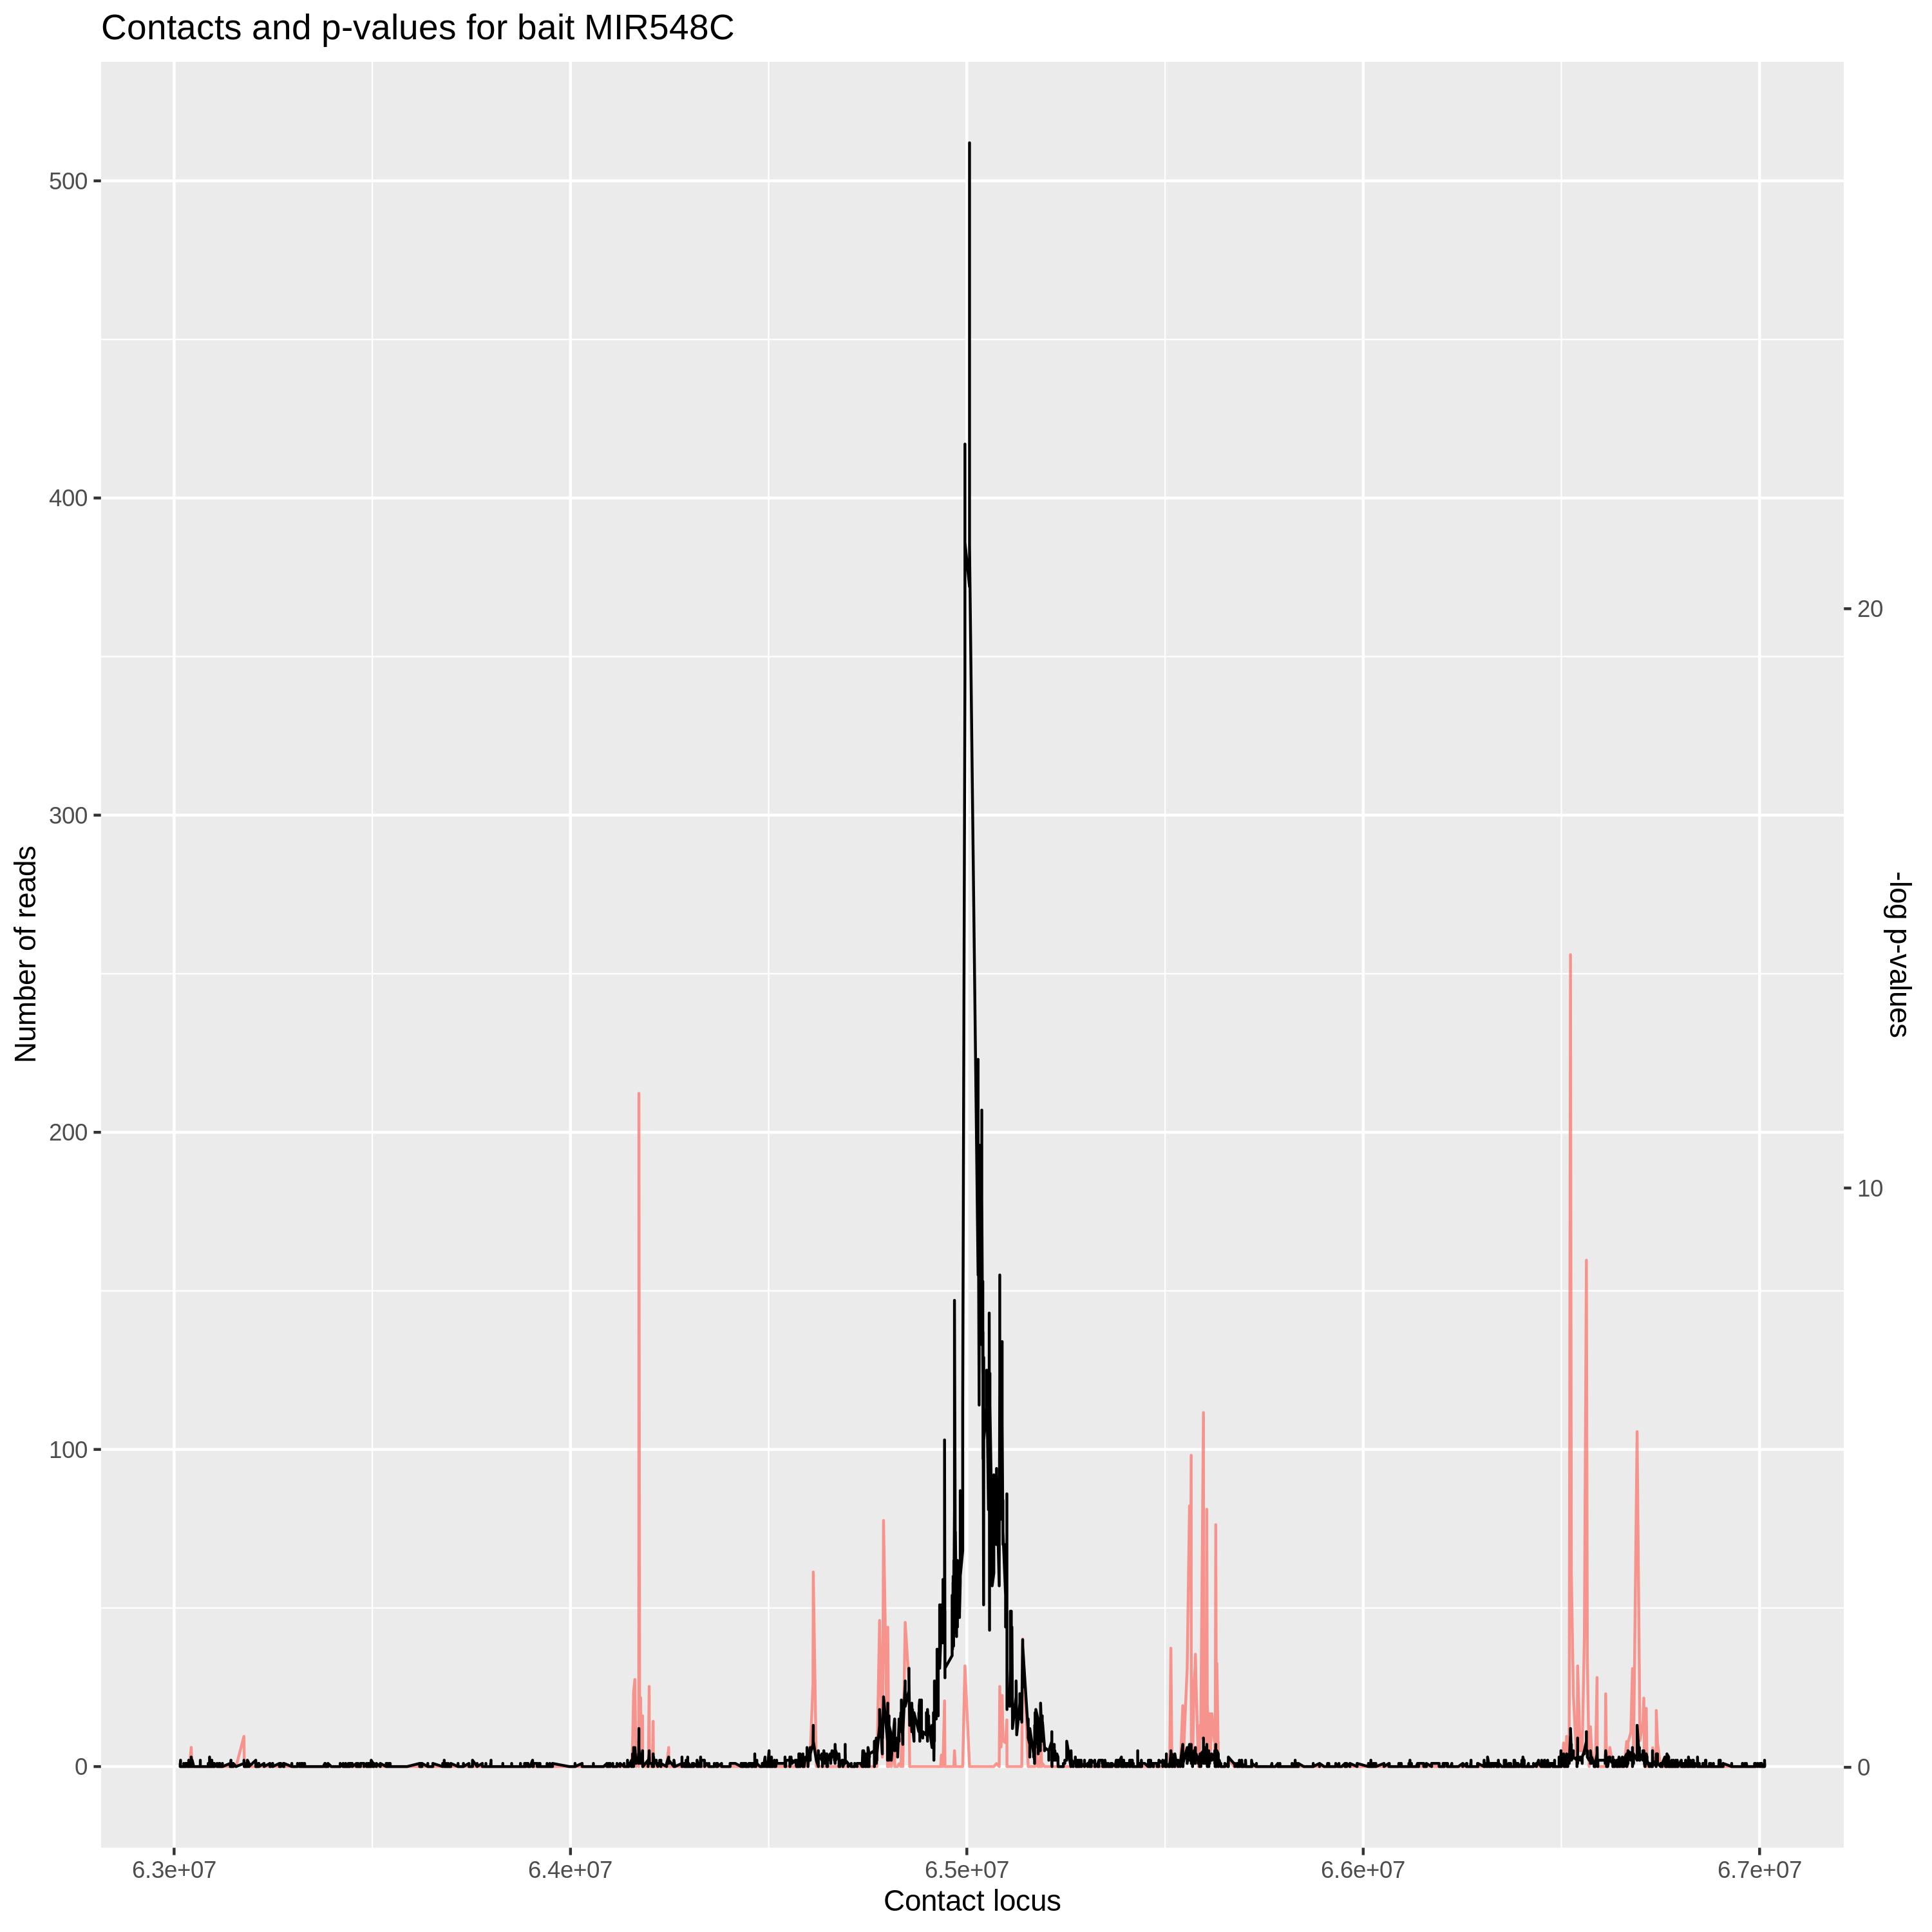 Contacts and p-values for bait MIR548C
500
400
300
200
100
0
Number of reads
20
10
0
-log p-values
6.3e+07
6.4e+07
6.5e+07
6.6e+07
6.7e+07
Contact locus